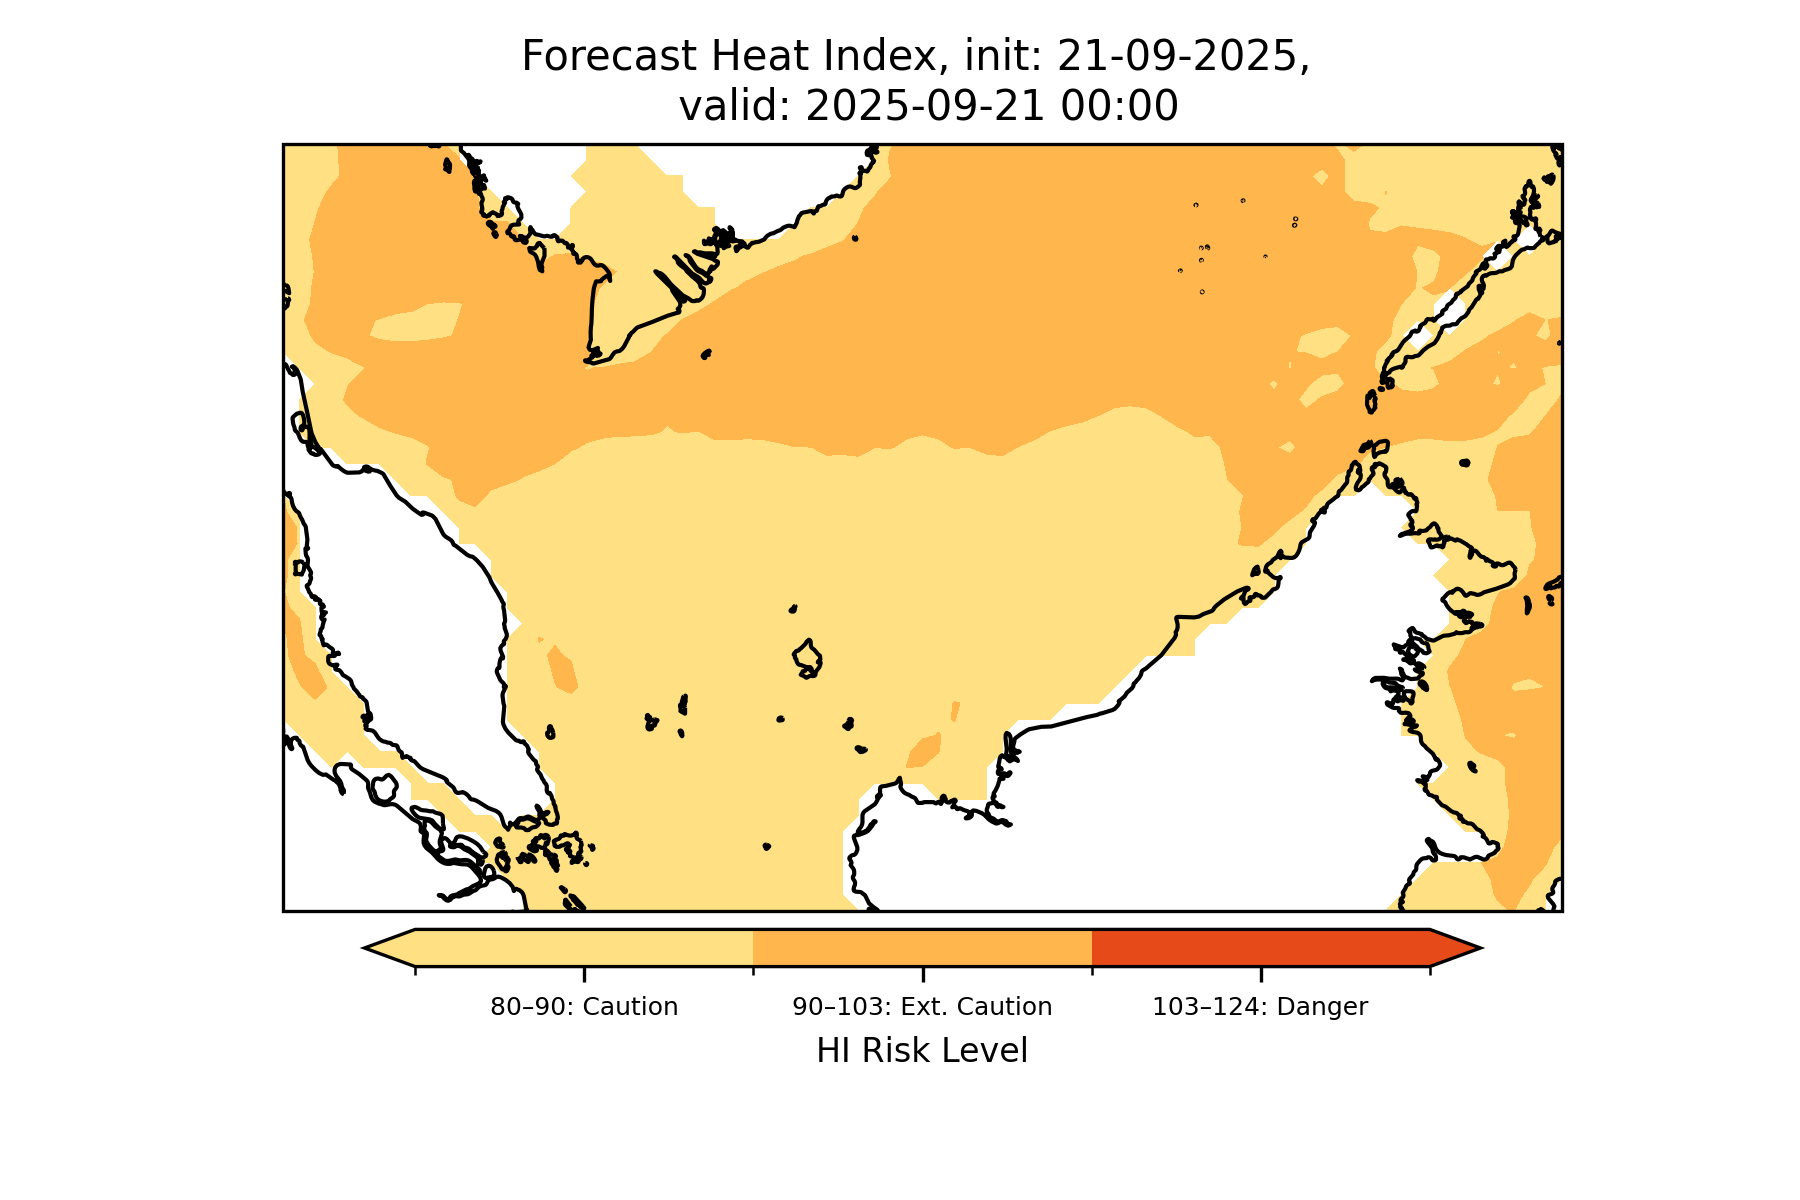 Forecast Heat Index, init: 21-09-2025,
valid: 2025-09-21 00:00
80–90: Caution
90–103: Ext. Caution
103–124: Danger
HI Risk Level